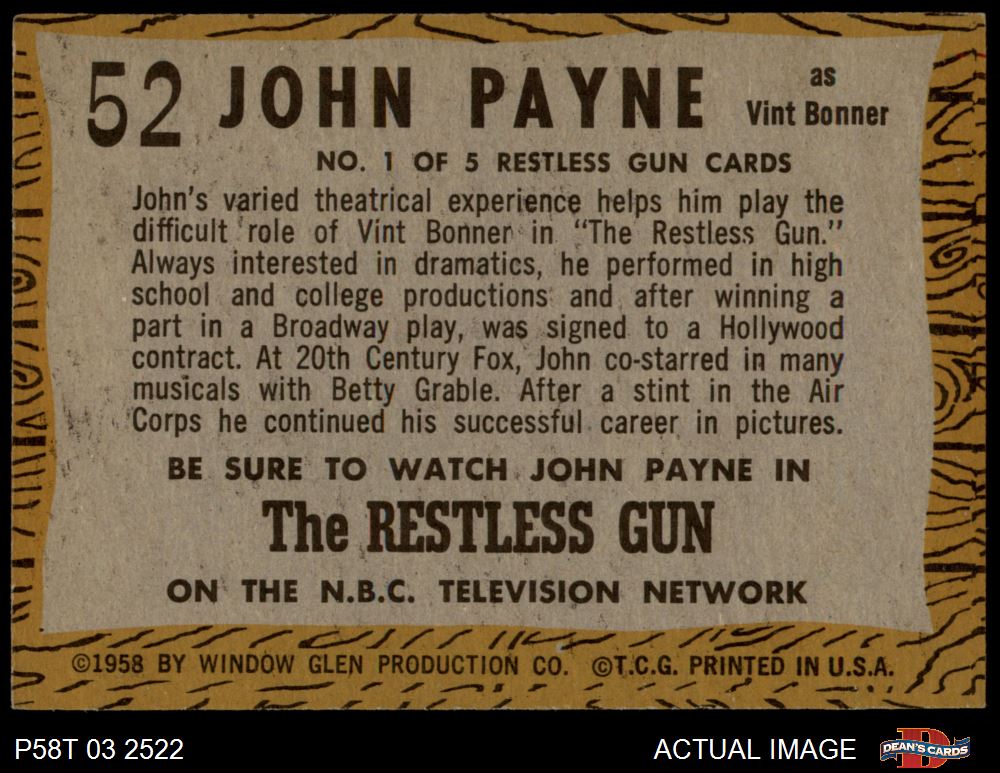 52 JOHN PAYNE as
Vint Bonner
NO. 1 OF 5 RESTLESS GUN CARDS
John's varied theatrical experience helps him play the
difficult role of Vint Bonner in "The Restless Gun."
Always interested in dramatics, he performed in high
school and college productions and after winning a
part in a Broadway play, was signed to a Hollywood
contract. At 20th Century Fox, John co-starred in many
musicals with Betty Grable. After a stint in the Air
Corps he continued his successful career in pictures.
BE SURE TO WATCH JOHN PAYNE IN
The RESTLESS GUN
ON THE N.B.C. TELEVISION NETWORK
©1958 BY WINDOW GLEN PRODUCTION CO. ©T.C.G. PRINTED IN U.S.A.
P58T 03 2522 ACTUAL IMAGE DEAN'S CARDS